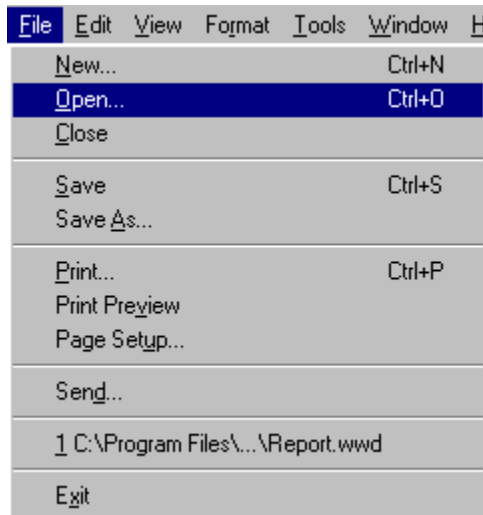 File Edit View Format Tools Window H
New... Ctrl+N
Open... Ctrl+O
Close
Save Ctrl+S
Save As...
Print... Ctrl+P
Print Preview
Page Setup...
Send...
1 C:\Program Files\...\Report.wwd
Exit